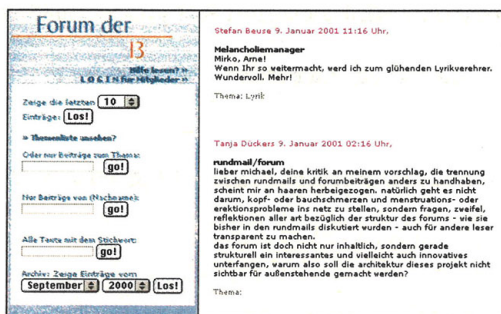 Forum der
13
Hilfe lesen? »
LOGIN für Mitglieder »
Zeige die letzten 10
Einträge: Los!
» Themenliste ansehen?
Oder nur Beiträge zum Thema:
go!
Nur Beiträge von (Nachname):
go!
Alle Texte mit dem Stichwort:
go!
Archiv: Zeige Einträge vom
September 2000 Los!
Stefan Beuse 9. Januar 2001 11:16 Uhr,
Melancholiemanager
Mirko, Arne!
Wenn Ihr so weitermacht, werd ich zum glühenden Lyrikverehrer.
Wundervoll. Mehr!
Thema: Lyrik
Tanja Dückers 9. Januar 2001 02:16 Uhr,
rundmail/forum
lieber michael, deine kritik an meinem vorschlag, die trennung
zwischen rundmails und forumbeiträgen anders zu handhaben,
scheint mir an haaren herbeigezogen. natürlich geht es nicht
darum, kopf- oder bauchschmerzen und menstruations- oder
erektionsprobleme ins netz zu stellen, sondern fragen, zweifel,
reflektionen aller art bezüglich der struktur des forums - wie sie
bisher in den rundmails diskutiert wurden - auch für andere leser
transparent zu machen.
das forum ist doch nicht nur inhaltlich, sondern gerade
strukturell ein interessantes und vielleicht auch innovatives
unterfangen, warum also soll die architektur dieses projekt nicht
sichtbar für außenstehende gemacht werden?
Thema: